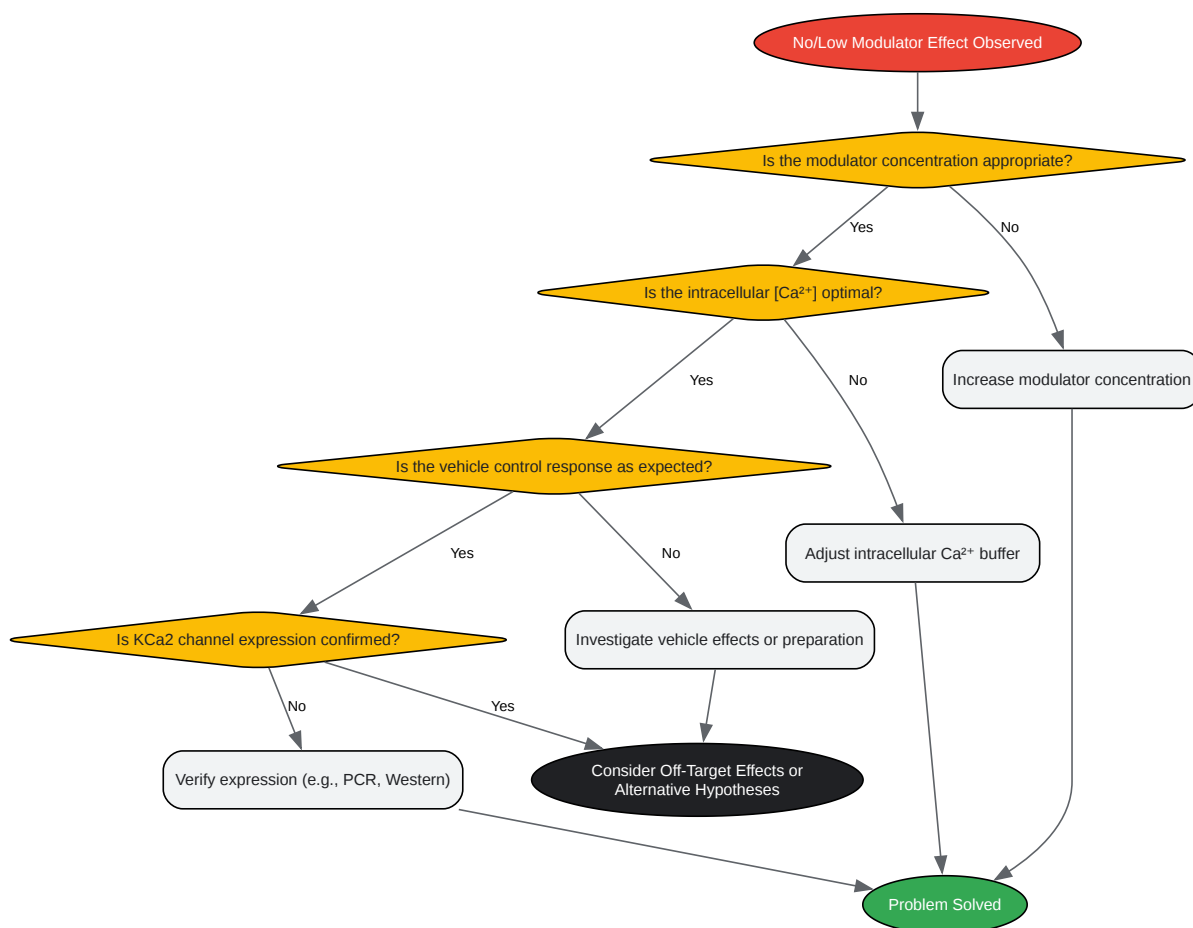 No/Low Modulator Effect Observed
Is the modulator concentration appropriate?
Yes
No
Is the intracellular [Ca²⁺] optimal?
Yes
No
Increase modulator concentration
Is the vehicle control response as expected?
Yes
No
Adjust intracellular Ca²⁺ buffer
Is KCa2 channel expression confirmed?
Investigate vehicle effects or preparation
No
Yes
Verify expression (e.g., PCR, Western)
Consider Off-Target Effects or
Alternative Hypotheses
Problem Solved